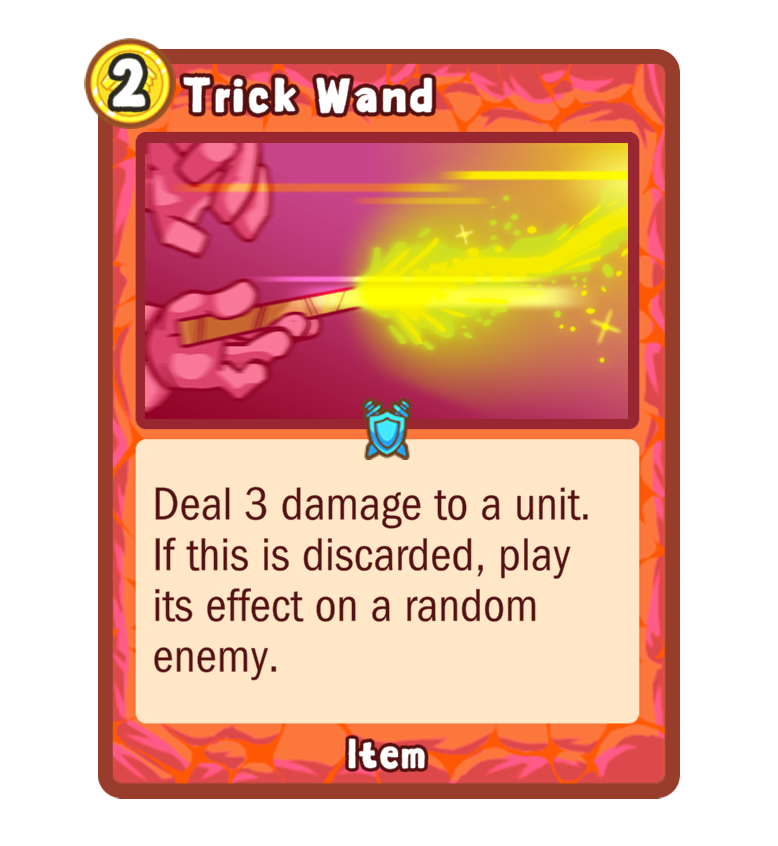 2
Trick Wand
Deal 3 damage to a unit.
If this is discarded, play
its effect on a random
enemy.
Item